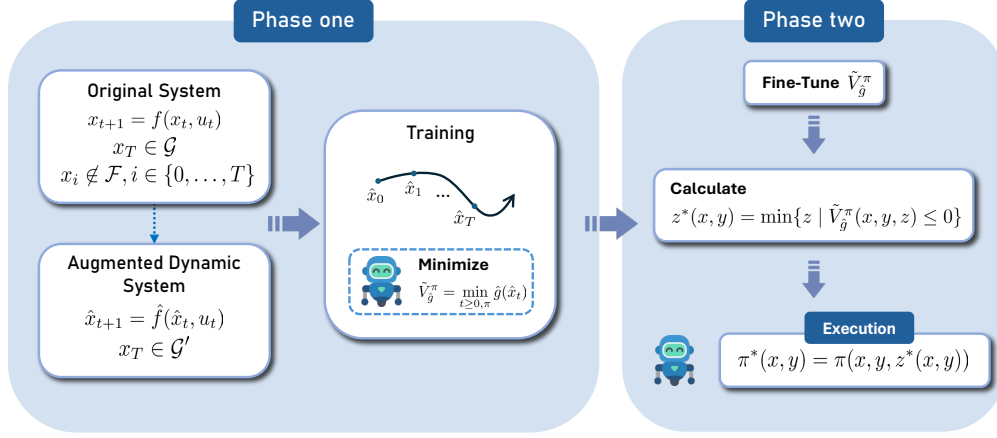 Phase one
Original System
x_{t+1} = f(x_t, u_t)
x_T ∈ 𝒢
x_i ∉ ℱ, i ∈ {0, . . . , T}
Augmented Dynamic
System
x̂_{t+1} = f̂(x̂_t, u_t)
x_T ∈ 𝒢′
Training
x̂_0
x̂_1
...
x̂_T
Minimize
Ṽ^π_ĝ = min_{t≥0,π} ĝ(x̂_t)
Phase two
Fine-Tune Ṽ^π_ĝ
Calculate
z*(x, y) = min{z | Ṽ^π_ĝ(x, y, z) ≤ 0}
Execution
π*(x, y) = π(x, y, z*(x, y))